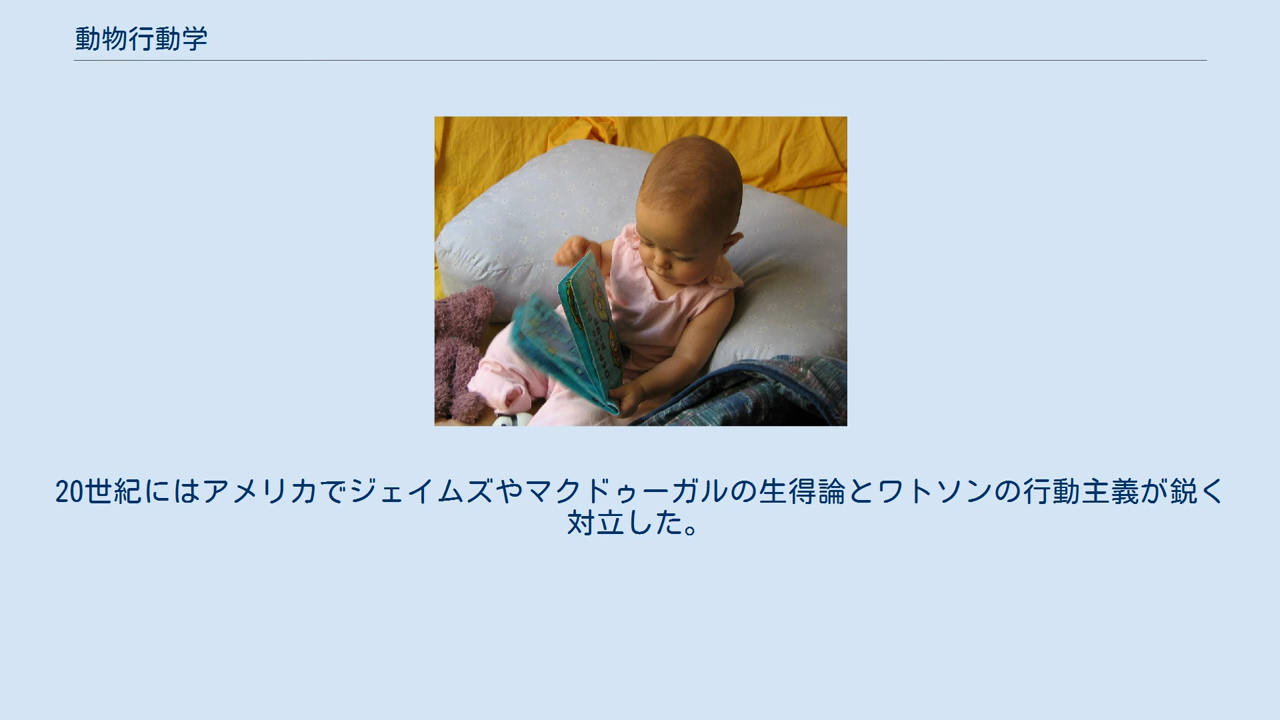 動物行動学
20世紀にはアメリカでジェイムズやマクドゥーガルの生得論とワトソンの行動主義が鋭く
対立した。